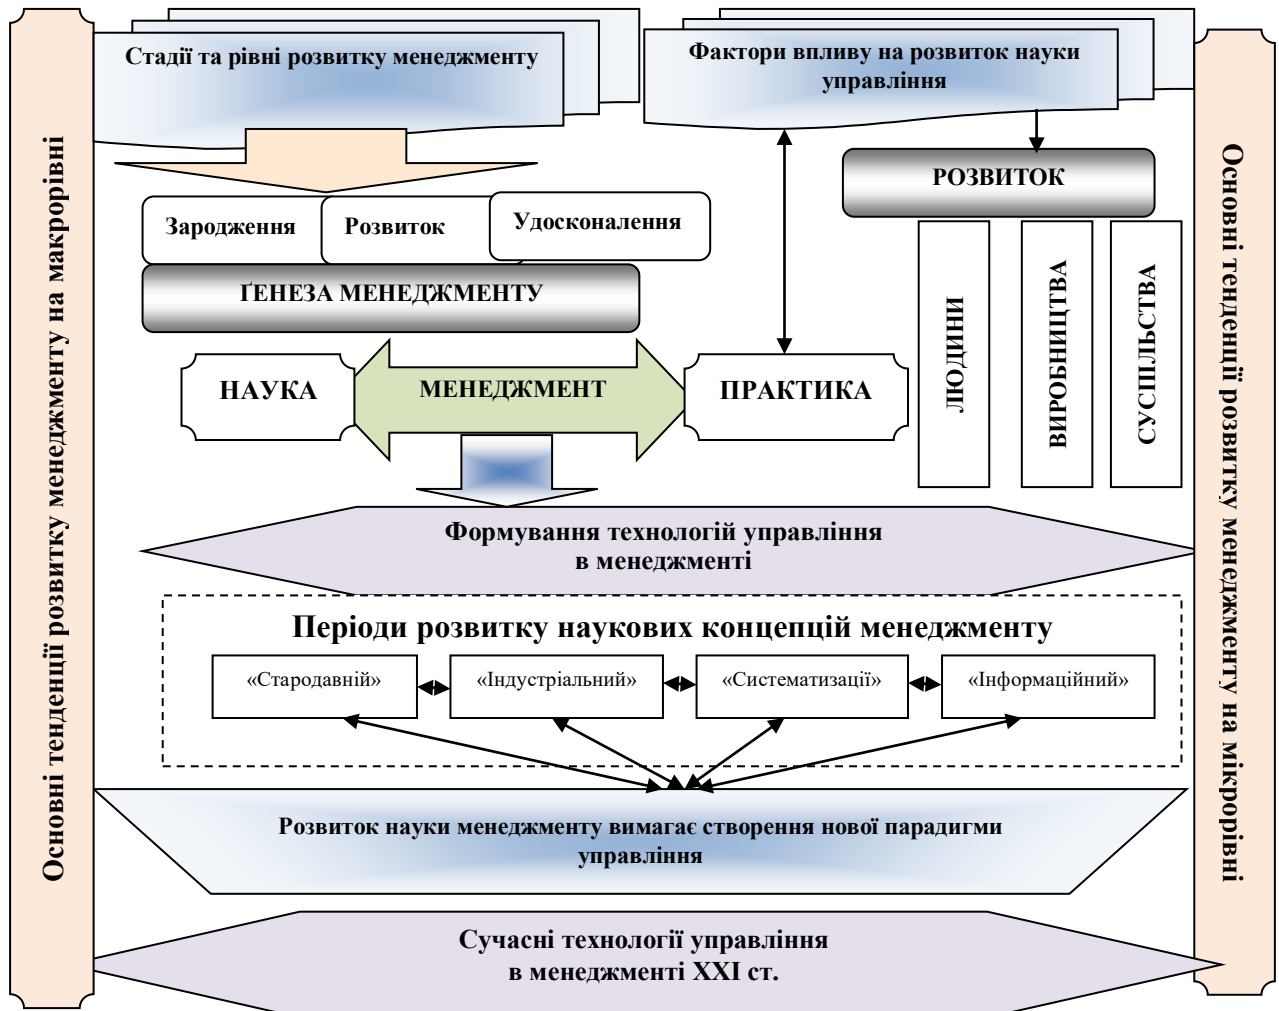 Основні тенденції розвитку менеджменту на макрорівні
Стадії та рівні розвитку менеджменту
Фактори впливу на розвиток науки
управління
РОЗВИТОК
Зародження
Розвиток
Удосконалення
ҐЕНЕЗА МЕНЕДЖМЕНТУ
НАУКА
МЕНЕДЖМЕНТ
ПРАКТИКА
ЛЮДИНИ
ВИРОБНИЦТВА
СУСПІЛЬСТВА
Формування технологій управління
в менеджменті
Періоди розвитку наукових концепцій менеджменту
«Стародавній»
«Індустріальний»
«Систематизації»
«Інформаційний»
Розвиток науки менеджменту вимагає створення нової парадигми
управління
Сучасні технології управління
в менеджменті ХХІ ст.
Основні тенденції розвитку менеджменту на мікрорівні